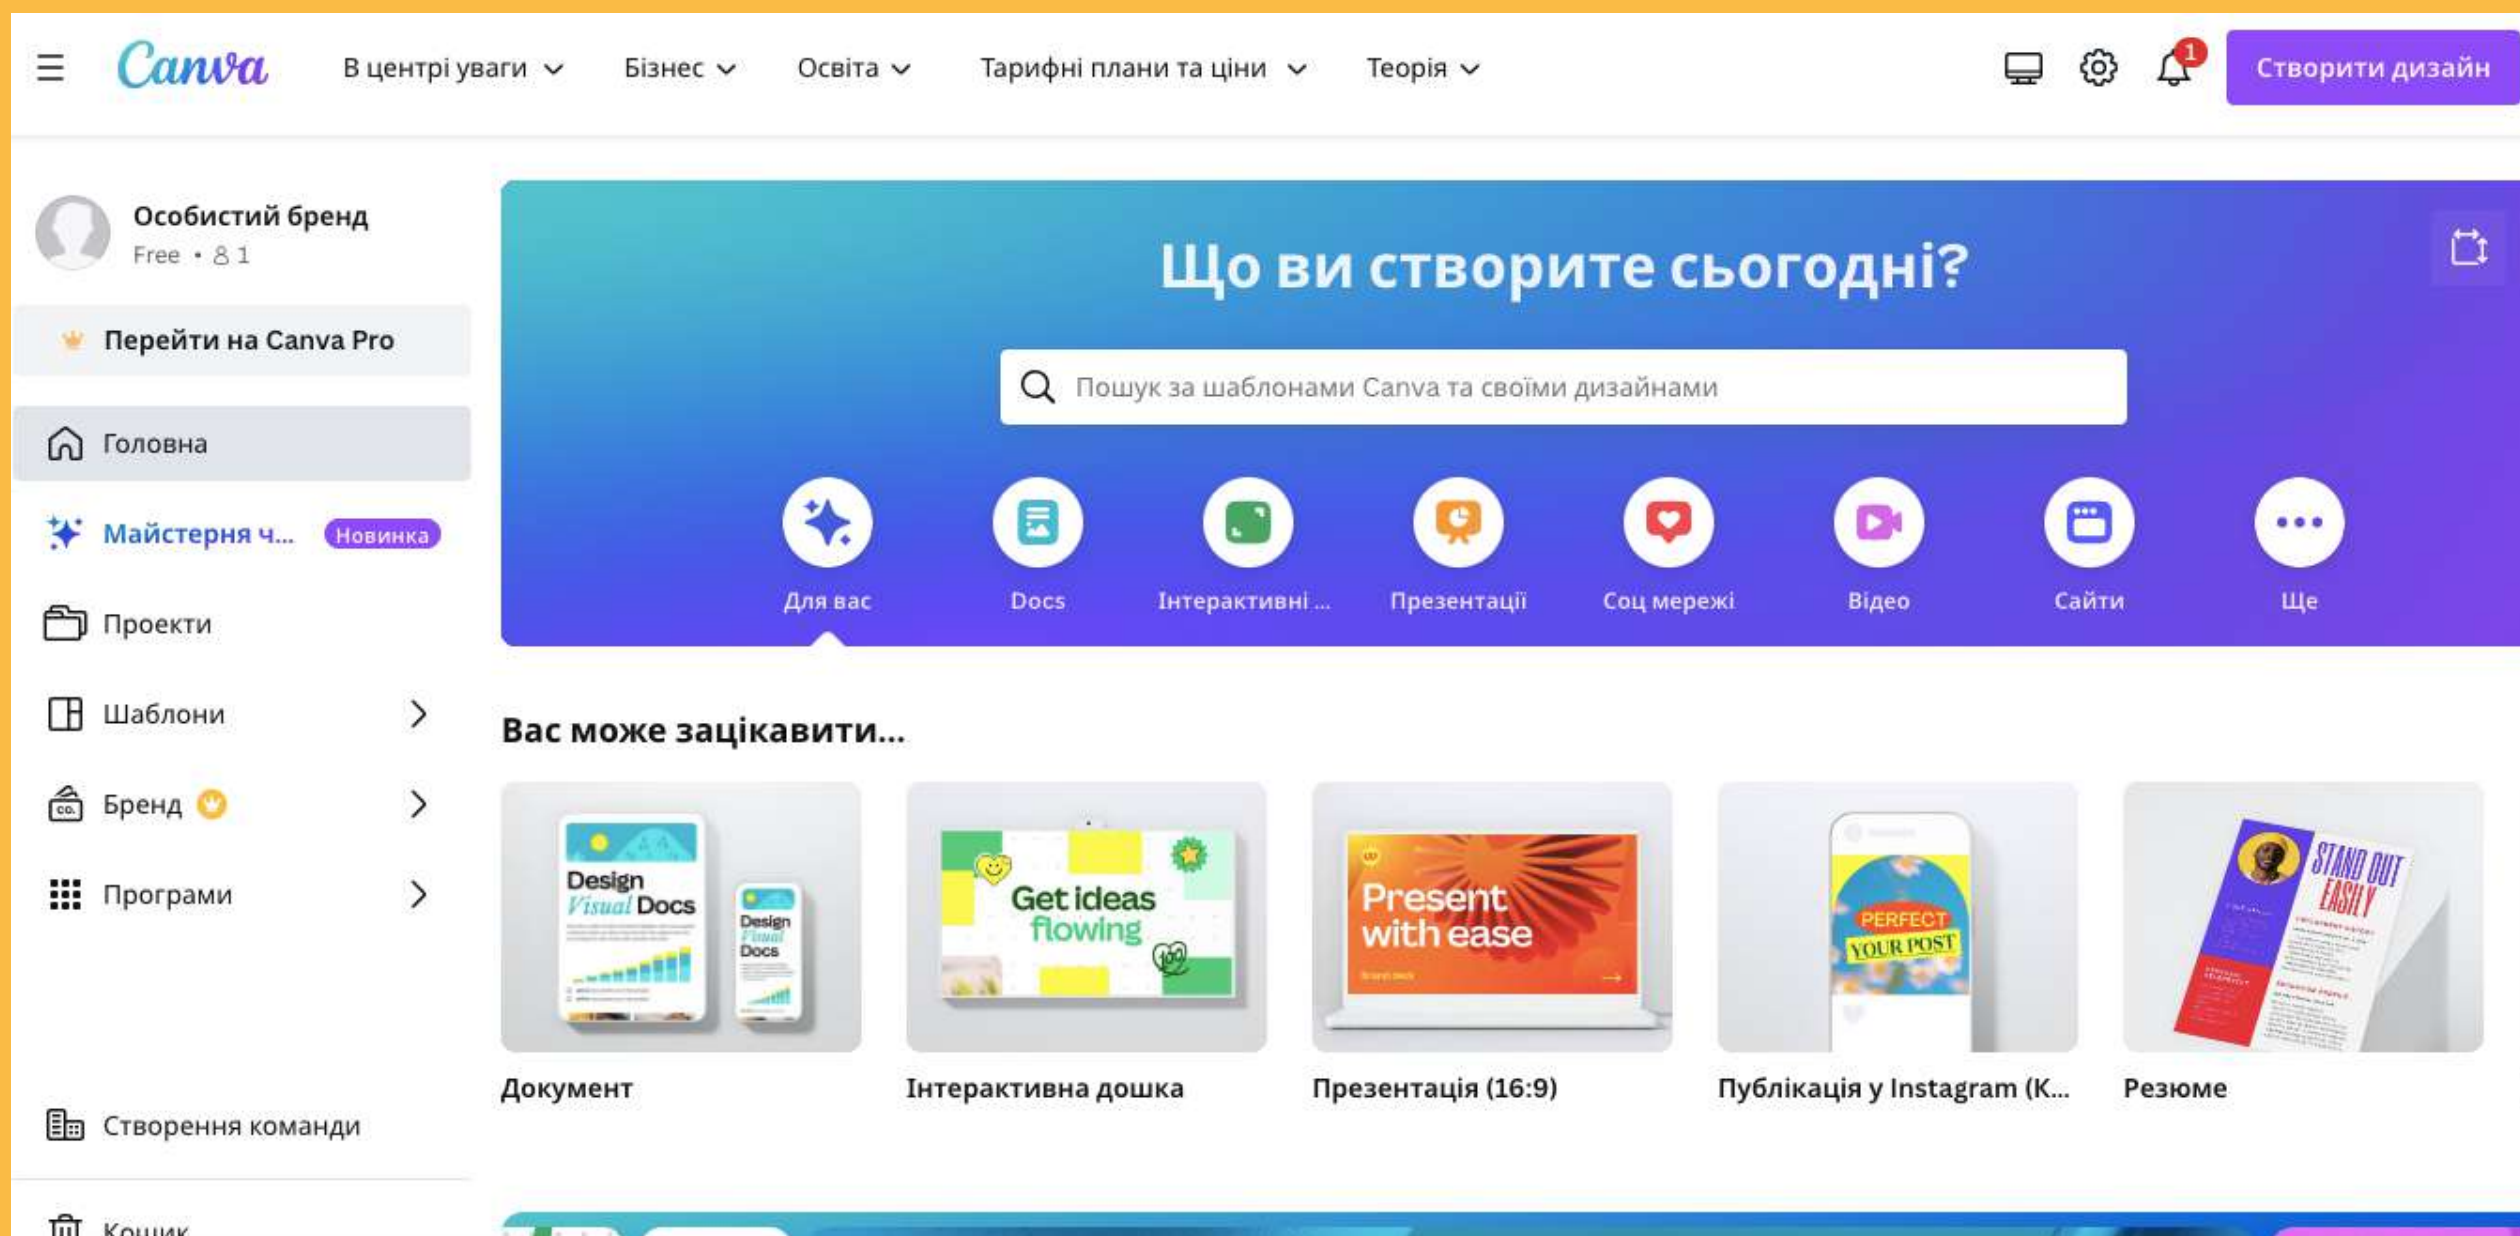 Canva
В центрі уваги
Бізнес
Освіта
Тарифні плани та ціни
Теорія
1
Створити дизайн
Особистий бренд
Free • 1
Перейти на Canva Pro
Головна
Майстерня ч... Новинка
Проекти
Шаблони
CO. Бренд
Програми
Створення команди
Кошик
Що ви створите сьогодні?
Пошук за шаблонами Canva та своїми дизайнами
Для вас
Docs
Інтерактивні ...
Презентації
Соц мережі
Відео
Сайти
Ще
Вас може зацікавити...
Design
Visual Docs
Design
Visual
Docs
Документ
Get ideas
flowing
100
Інтерактивна дошка
Present
with ease
Презентація (16:9)
PERFECT
YOUR POST
Публікація у Instagram (К...
STAND OUT
EASILY
Резюме